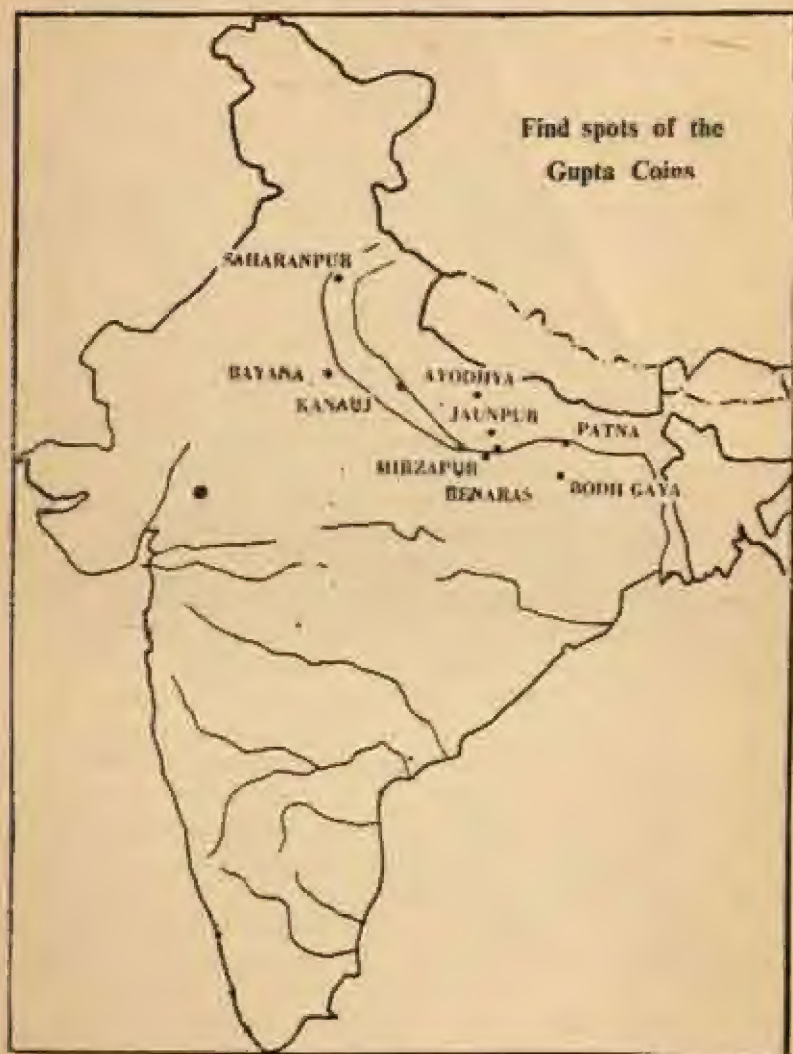 Find spots of the
Gupta Coins
SAHARANPUR
BAYANA
KANAUJ
AYODHYA
JAUNPUR
PATNA
MIRZAPUR
BENARAS
BODH GAYA